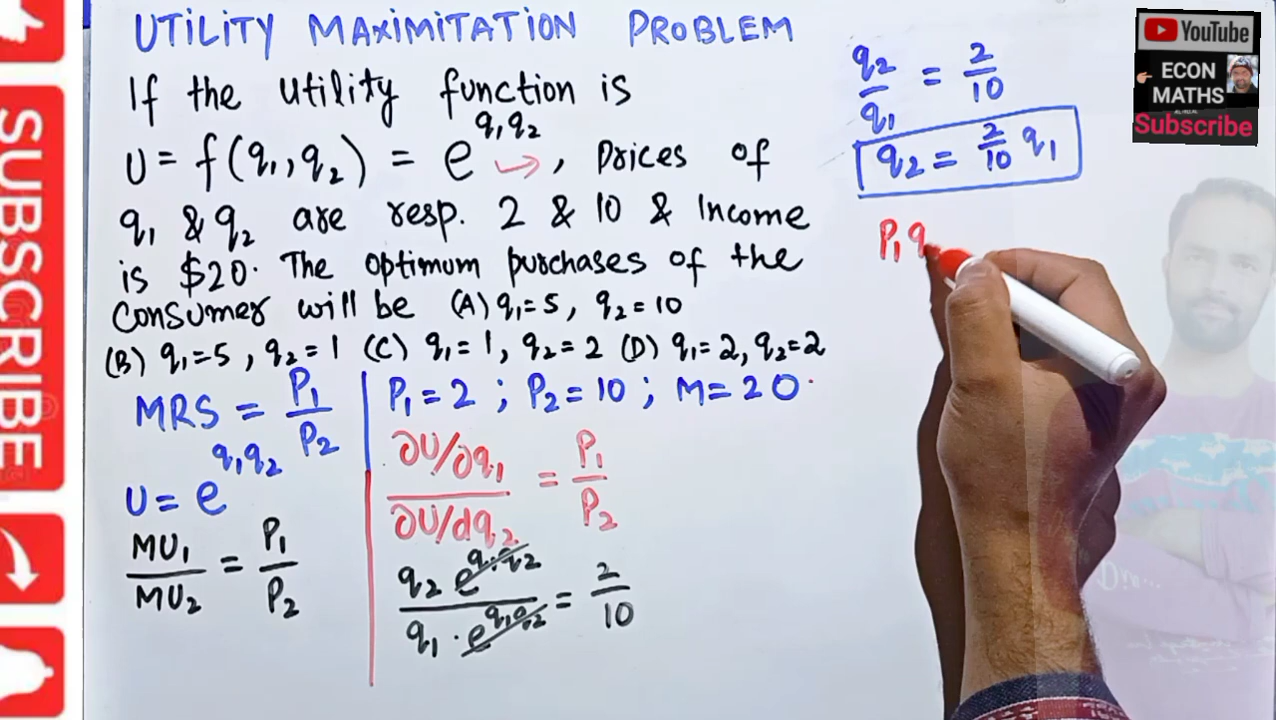 UTILITY MAXIMITATION PROBLEM
If the utility function is
U = f(q₁, q₂) = e^{q₁q₂}, prices of
q₁ & q₂ are resp. 2 & 10 & Income
is $20. The optimum purchases of the
consumer will be (A) q₁=5, q₂=10
(B) q₁=5, q₂=1 (C) q₁=1, q₂=2 (D) q₁=2, q₂=2
MRS = P₁/P₂
U = e^{q₁q₂}
MU₁/MU₂ = P₁/P₂
P₁=2 ; P₂=10 ; M=20.
∂U/∂q₁ / ∂U/dq₂ = P₁/P₂
q₂ e^{q₁q₂} / q₁ · e^{q₁q₂} = 2/10
q₂/q₁ = 2/10
q₂ = 2/10 q₁
P₁q
YouTube
ECON
MATHS
Subscribe
SUBSCRIBE